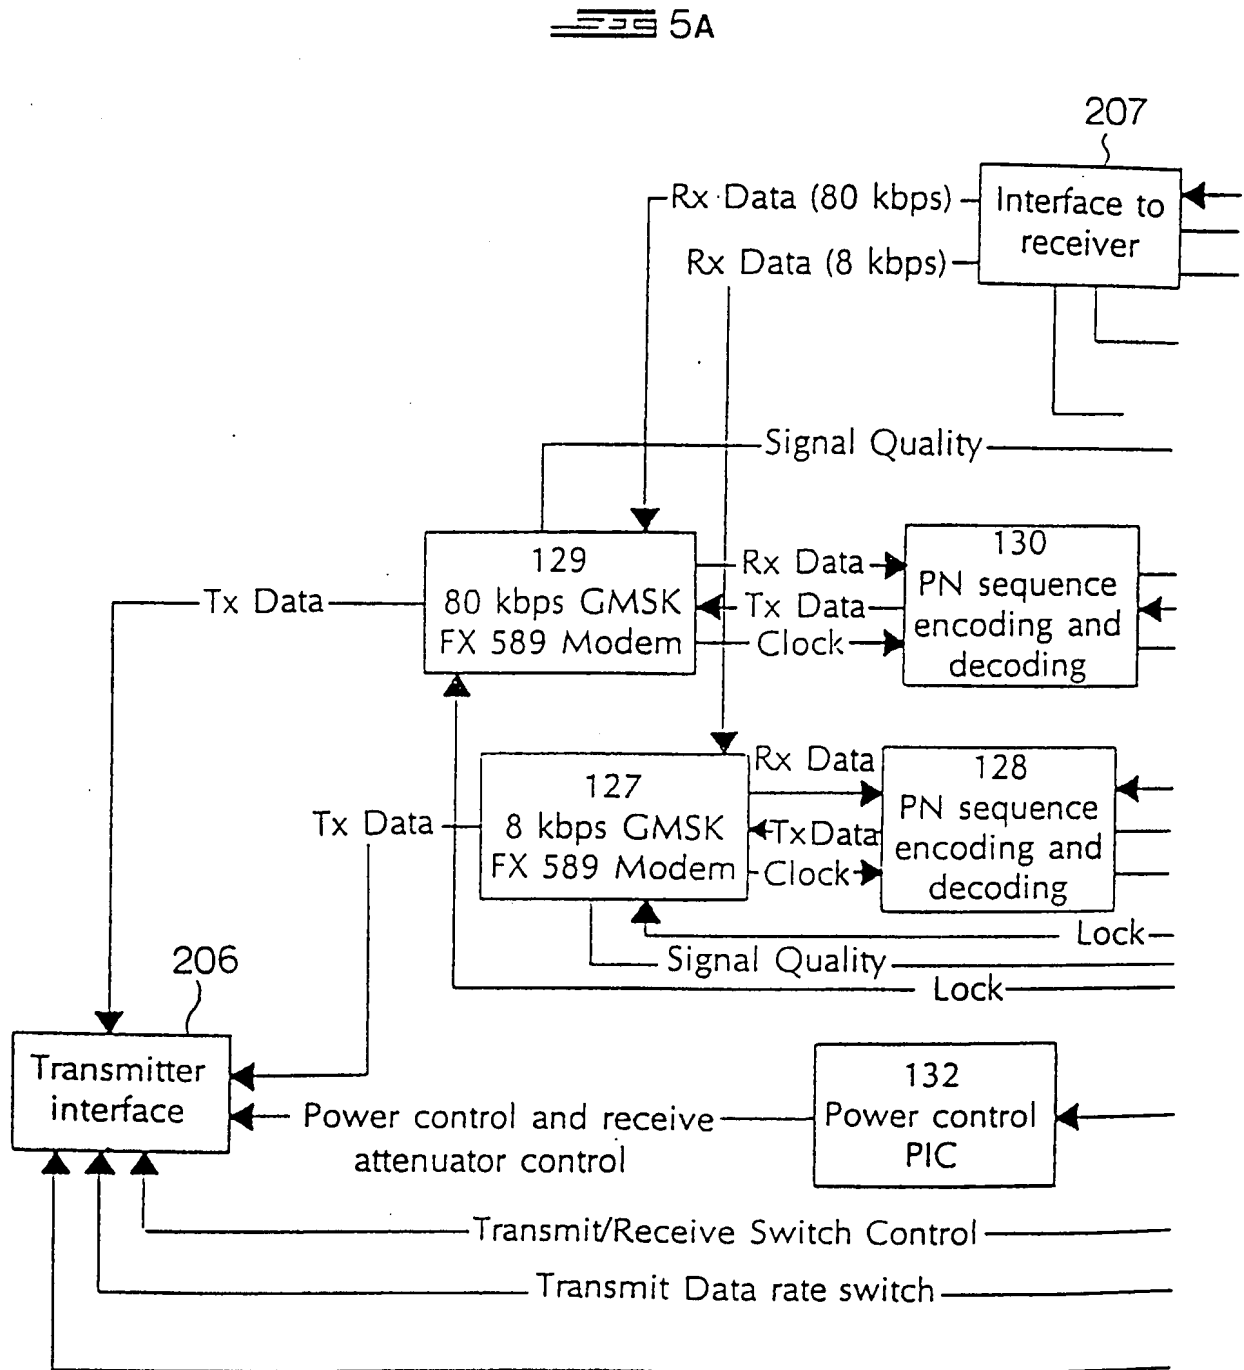 FIG 5A
207
Rx Data (80 kbps)
Interface to
receiver
Rx Data (8 kbps)
Signal Quality
129
80 kbps GMSK
FX 589 Modem
Rx Data
Tx Data
Clock
130
PN sequence
encoding and
decoding
Tx Data
127
8 kbps GMSK
FX 589 Modem
Rx Data
TxData
Clock
128
PN sequence
encoding and
decoding
Tx Data
Lock
Signal Quality
Lock
206
Transmitter
interface
132
Power control
PIC
Power control and receive
attenuator control
Transmit/Receive Switch Control
Transmit Data rate switch